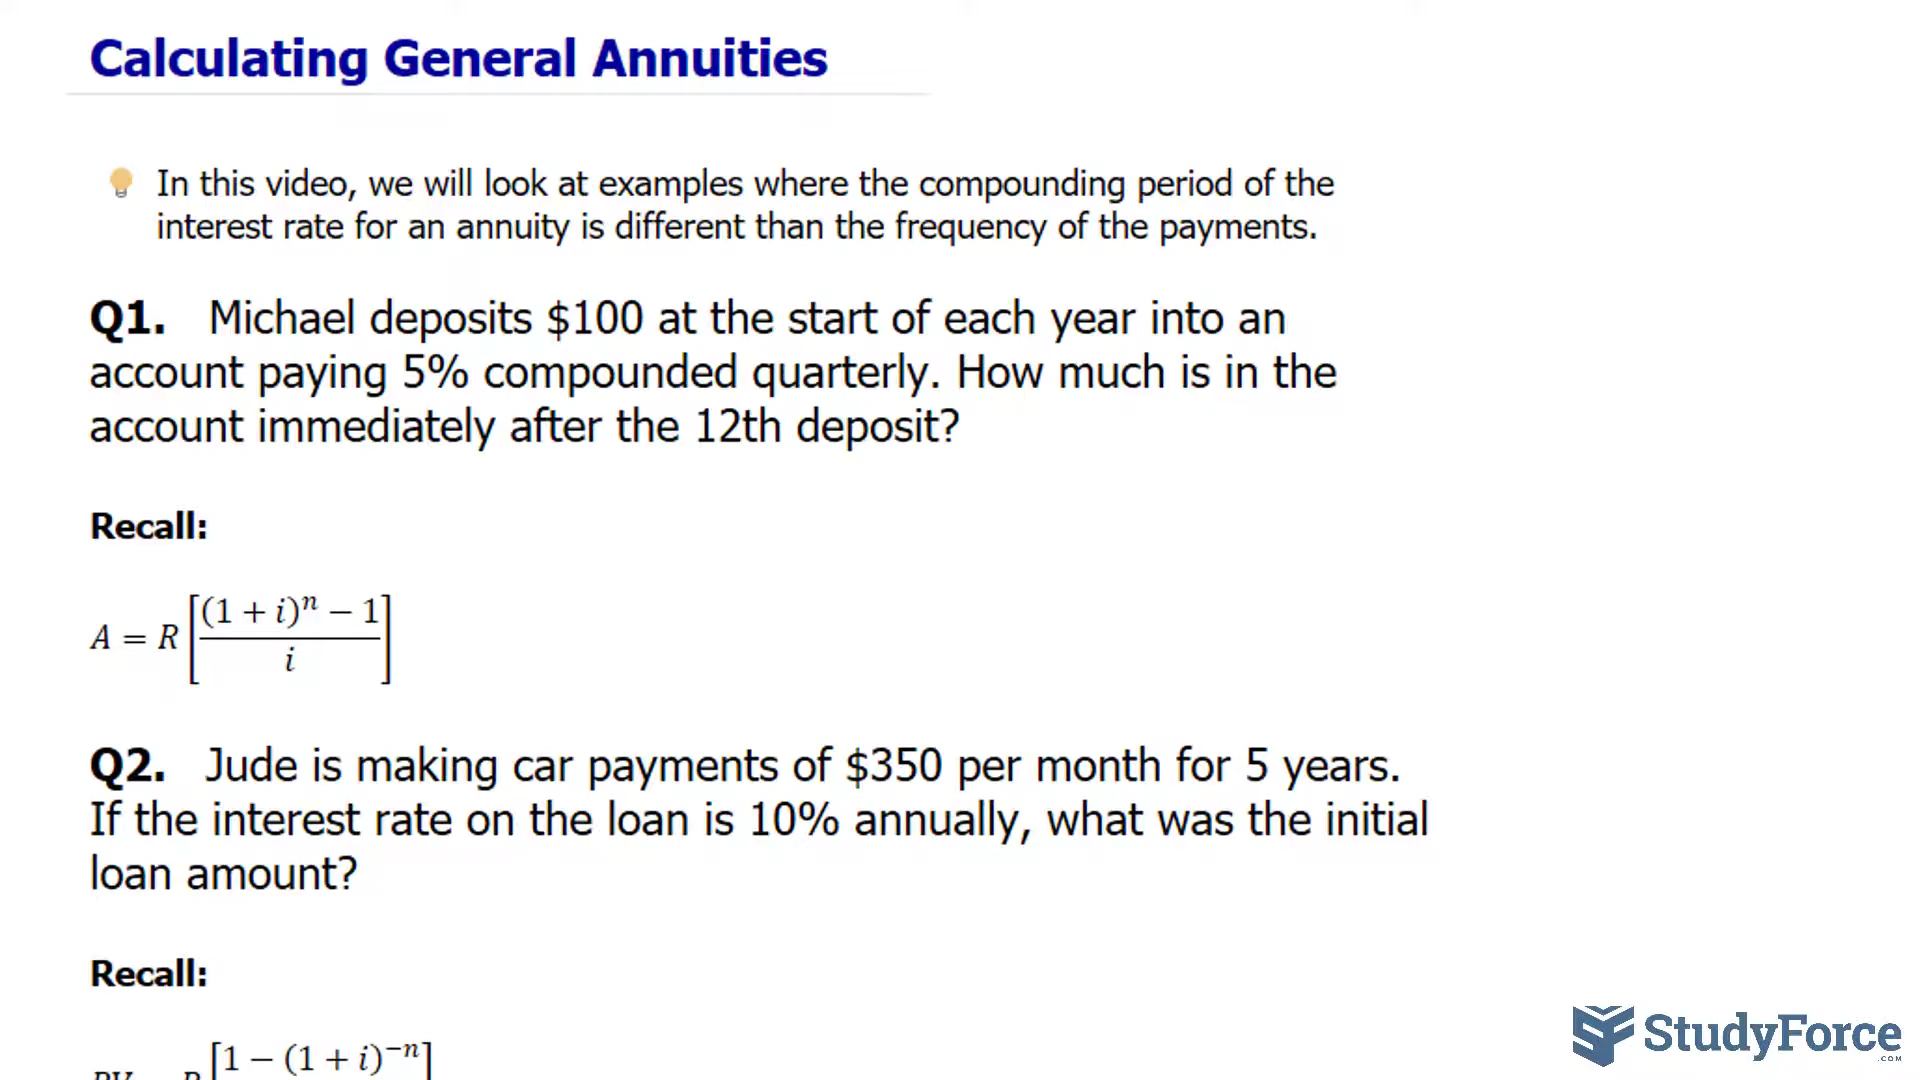 Calculating General Annuities
In this video, we will look at examples where the compounding period of the
interest rate for an annuity is different than the frequency of the payments.
Q1. Michael deposits $100 at the start of each year into an
account paying 5% compounded quarterly. How much is in the
account immediately after the 12th deposit?
Recall:
A = R [((1 + i)^n − 1) / i]
Q2. Jude is making car payments of $350 per month for 5 years.
If the interest rate on the loan is 10% annually, what was the initial
loan amount?
Recall:
[1 − (1 + i)^−n]
StudyForce
.COM